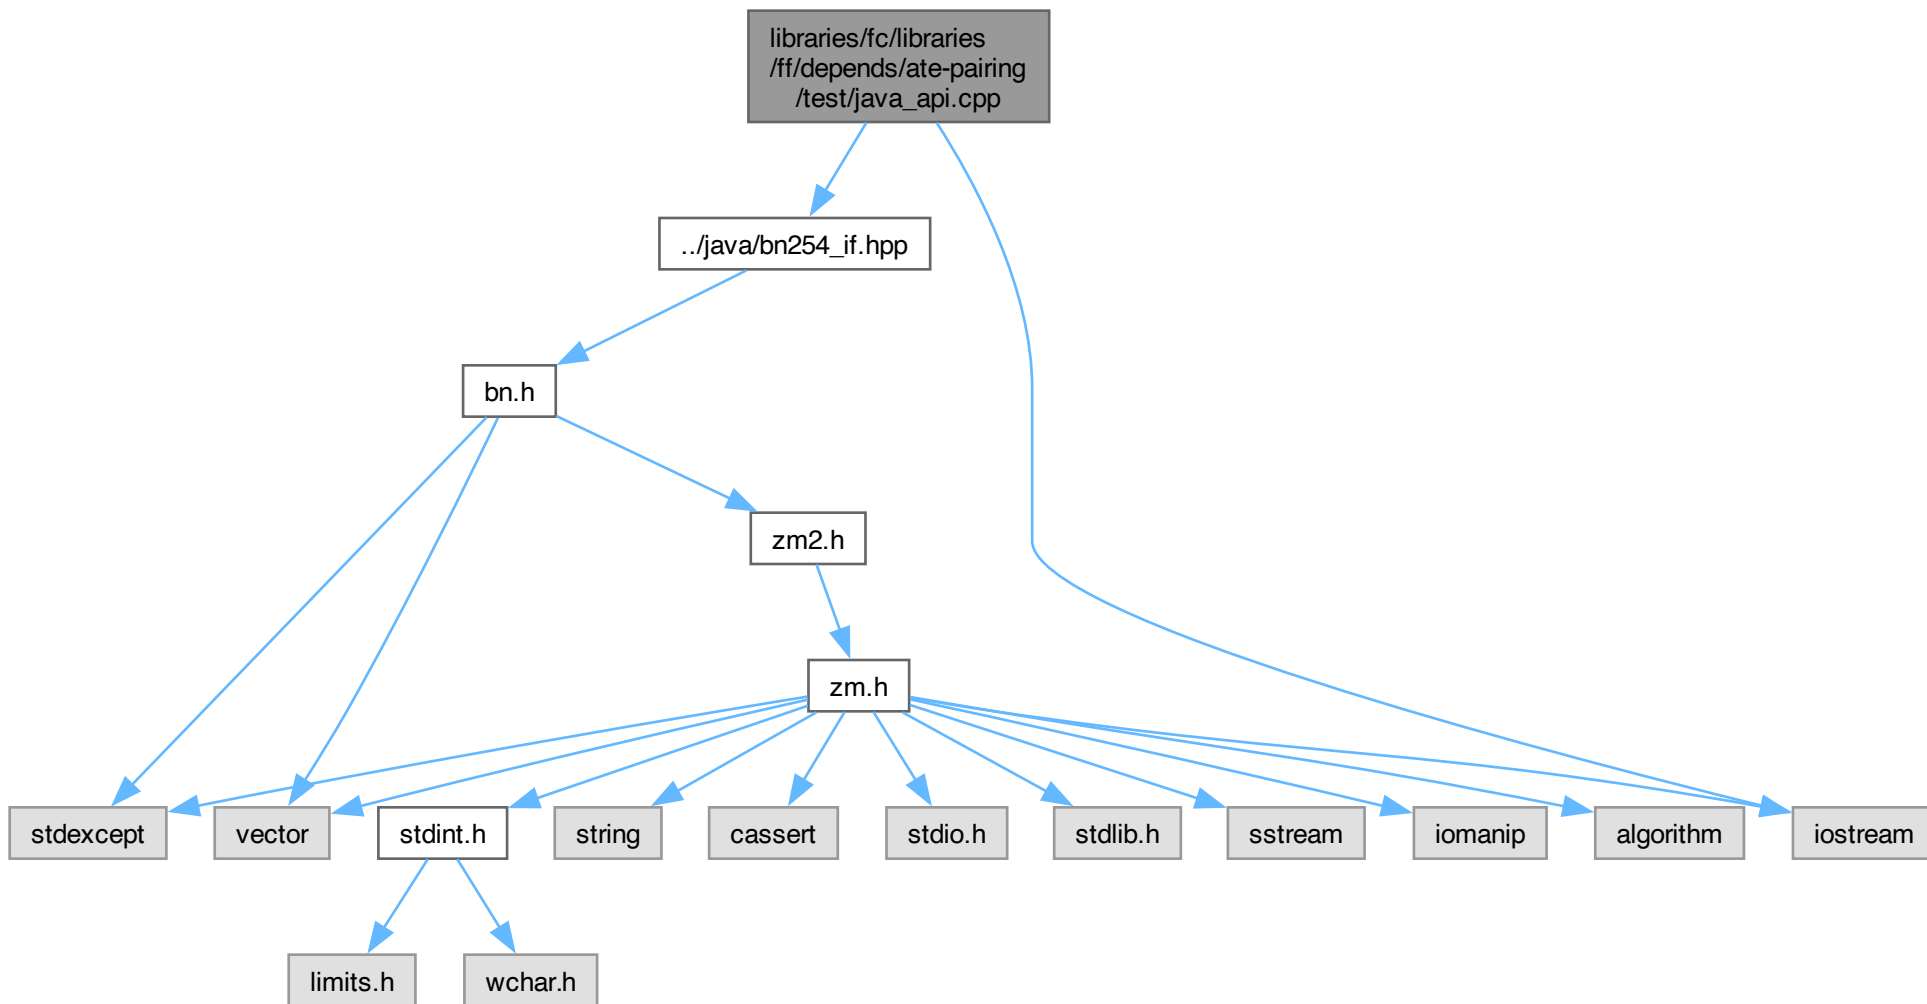 libraries/fc/libraries
/ff/depends/ate-pairing
/test/java_api.cpp
../java/bn254_if.hpp
bn.h
zm2.h
zm.h
stdexcept
vector
stdint.h
string
cassert
stdio.h
stdlib.h
sstream
iomanip
algorithm
iostream
limits.h
wchar.h